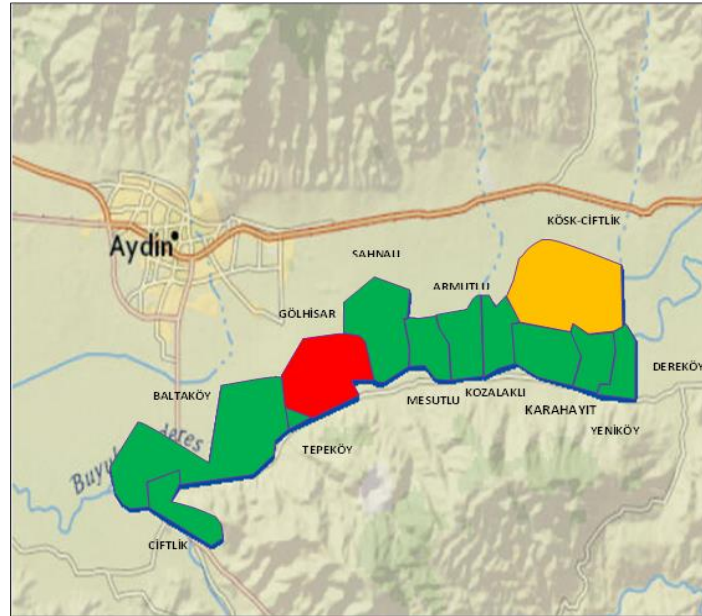 KÖSK-CİFTLİK
Aydin
SAHNALI
ARMUTLU
GÖLHİSAR
DEREKÖY
BALTAKÖY
MESUTLU
KOZALAKLI
KARAHAYIT
YENİKÖY
TEPEKÖY
Buyuk
deres
CİFTLİK